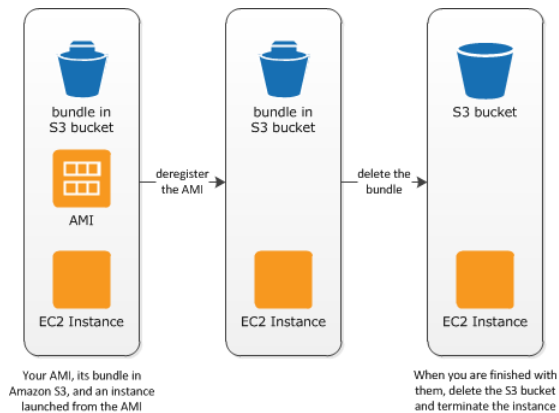 bundle in
S3 bucket
AMI
EC2 Instance
Your AMI, its bundle in
Amazon S3, and an instance
launched from the AMI
deregister
the AMI
bundle in
S3 bucket
EC2 Instance
delete the
bundle
S3 bucket
EC2 Instance
When you are finished with
them, delete the S3 bucket
and terminate the instance